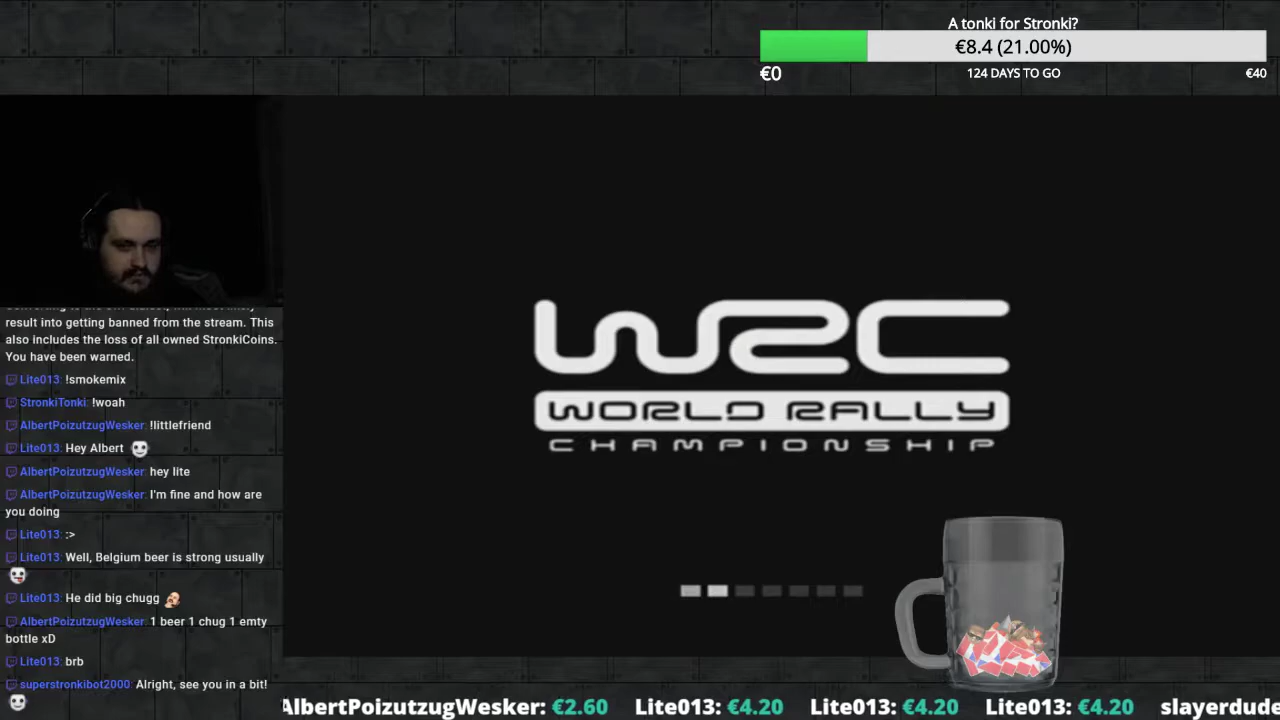 A tonki for Stronki?
€8.4 (21.00%)
€0
124 DAYS TO GO
€40
result into getting banned from the stream. This
also includes the loss of all owned StronkiCoins.
You have been warned.
Lite013: !smokemix
StronkiTonki: !woah
AlbertPoizutzugWesker: !littlefriend
Lite013: Hey Albert
AlbertPoizutzugWesker: hey lite
AlbertPoizutzugWesker: I'm fine and how are
you doing
Lite013: :>
Lite013: Well, Belgium beer is strong usually
Lite013: He did big chugg
AlbertPoizutzugWesker: 1 beer 1 chug 1 emty
bottle xD
Lite013: brb
superstronkibot2000: Alright, see you in a bit!
WRC
WORLD RALLY
CHAMPIONSHIP
AlbertPoizutzugWesker: €2.60 Lite013: €4.20 Lite013: €4.20 Lite013: €4.20 slayerdude